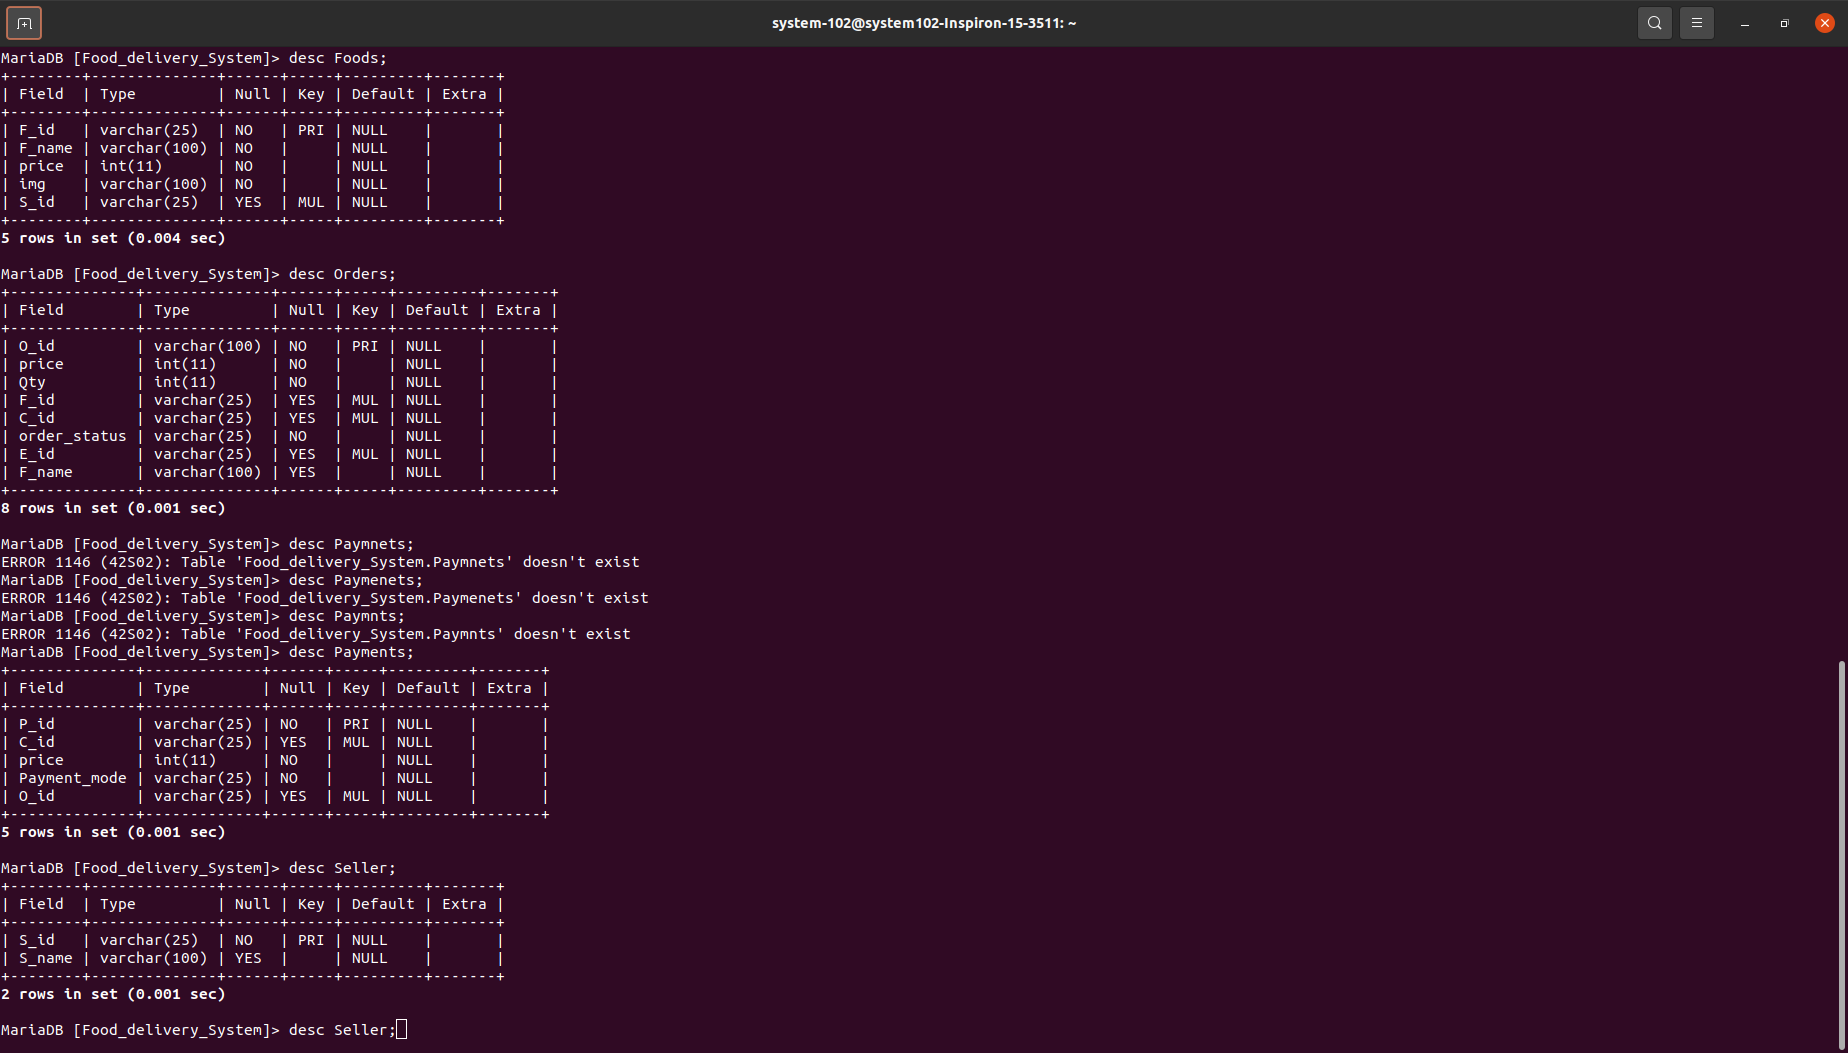 system-102@system102-Inspiron-15-3511: ~
MariaDB [Food_delivery_System]> desc Foods;
+--------+--------------+------+-----+---------+-------+
| Field  | Type         | Null | Key | Default | Extra |
+--------+--------------+------+-----+---------+-------+
| F_id   | varchar(25)  | NO   | PRI | NULL    |       |
| F_name | varchar(100) | NO   |     | NULL    |       |
| price  | int(11)      | NO   |     | NULL    |       |
| img    | varchar(100) | NO   |     | NULL    |       |
| S_id   | varchar(25)  | YES  | MUL | NULL    |       |
+--------+--------------+------+-----+---------+-------+
5 rows in set (0.004 sec)

MariaDB [Food_delivery_System]> desc Orders;
+--------------+--------------+------+-----+---------+-------+
| Field        | Type         | Null | Key | Default | Extra |
+--------------+--------------+------+-----+---------+-------+
| O_id         | varchar(100) | NO   | PRI | NULL    |       |
| price        | int(11)      | NO   |     | NULL    |       |
| Qty          | int(11)      | NO   |     | NULL    |       |
| F_id         | varchar(25)  | YES  | MUL | NULL    |       |
| C_id         | varchar(25)  | YES  | MUL | NULL    |       |
| order_status | varchar(25)  | NO   |     | NULL    |       |
| E_id         | varchar(25)  | YES  | MUL | NULL    |       |
| F_name       | varchar(100) | YES  |     | NULL    |       |
+--------------+--------------+------+-----+---------+-------+
8 rows in set (0.001 sec)

MariaDB [Food_delivery_System]> desc Paymnets;
ERROR 1146 (42S02): Table 'Food_delivery_System.Paymnets' doesn't exist
MariaDB [Food_delivery_System]> desc Paymenets;
ERROR 1146 (42S02): Table 'Food_delivery_System.Paymenets' doesn't exist
MariaDB [Food_delivery_System]> desc Paymnts;
ERROR 1146 (42S02): Table 'Food_delivery_System.Paymnts' doesn't exist
MariaDB [Food_delivery_System]> desc Payments;
+--------------+-------------+------+-----+---------+-------+
| Field        | Type        | Null | Key | Default | Extra |
+--------------+-------------+------+-----+---------+-------+
| P_id         | varchar(25) | NO   | PRI | NULL    |       |
| C_id         | varchar(25) | YES  | MUL | NULL    |       |
| price        | int(11)     | NO   |     | NULL    |       |
| Payment_mode | varchar(25) | NO   |     | NULL    |       |
| O_id         | varchar(25) | YES  | MUL | NULL    |       |
+--------------+-------------+------+-----+---------+-------+
5 rows in set (0.001 sec)

MariaDB [Food_delivery_System]> desc Seller;
+--------+--------------+------+-----+---------+-------+
| Field  | Type         | Null | Key | Default | Extra |
+--------+--------------+------+-----+---------+-------+
| S_id   | varchar(25)  | NO   | PRI | NULL    |       |
| S_name | varchar(100) | YES  |     | NULL    |       |
+--------+--------------+------+-----+---------+-------+
2 rows in set (0.001 sec)

MariaDB [Food_delivery_System]> desc Seller;